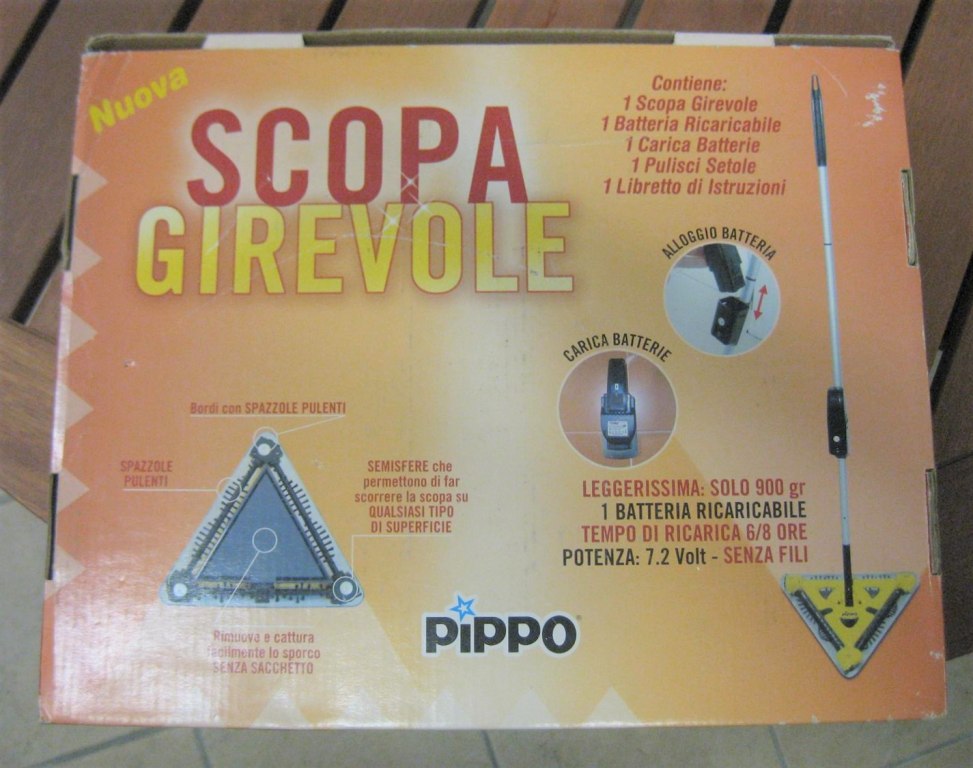 Nuova
SCOPA
GIREVOLE
Contiene:
1 Scopa Girevole
1 Batteria Ricaricabile
1 Carica Batterie
1 Pulisci Setole
1 Libretto di Istruzioni
ALLOGGIO BATTERIA
CARICA BATTERIE
Bordi con SPAZZOLE PULENTI
SPAZZOLE
PULENTI
SEMISFERE che
permettono di far
scorrere la scopa su
QUALSIASI TIPO
DI SUPERFICIE
LEGGERISSIMA: SOLO 900 gr
1 BATTERIA RICARICABILE
TEMPO DI RICARICA 6/8 ORE
POTENZA: 7.2 Volt - SENZA FILI
Rimuove e cattura
facilmente lo sporco
SENZA SACCHETTO
PiPPO